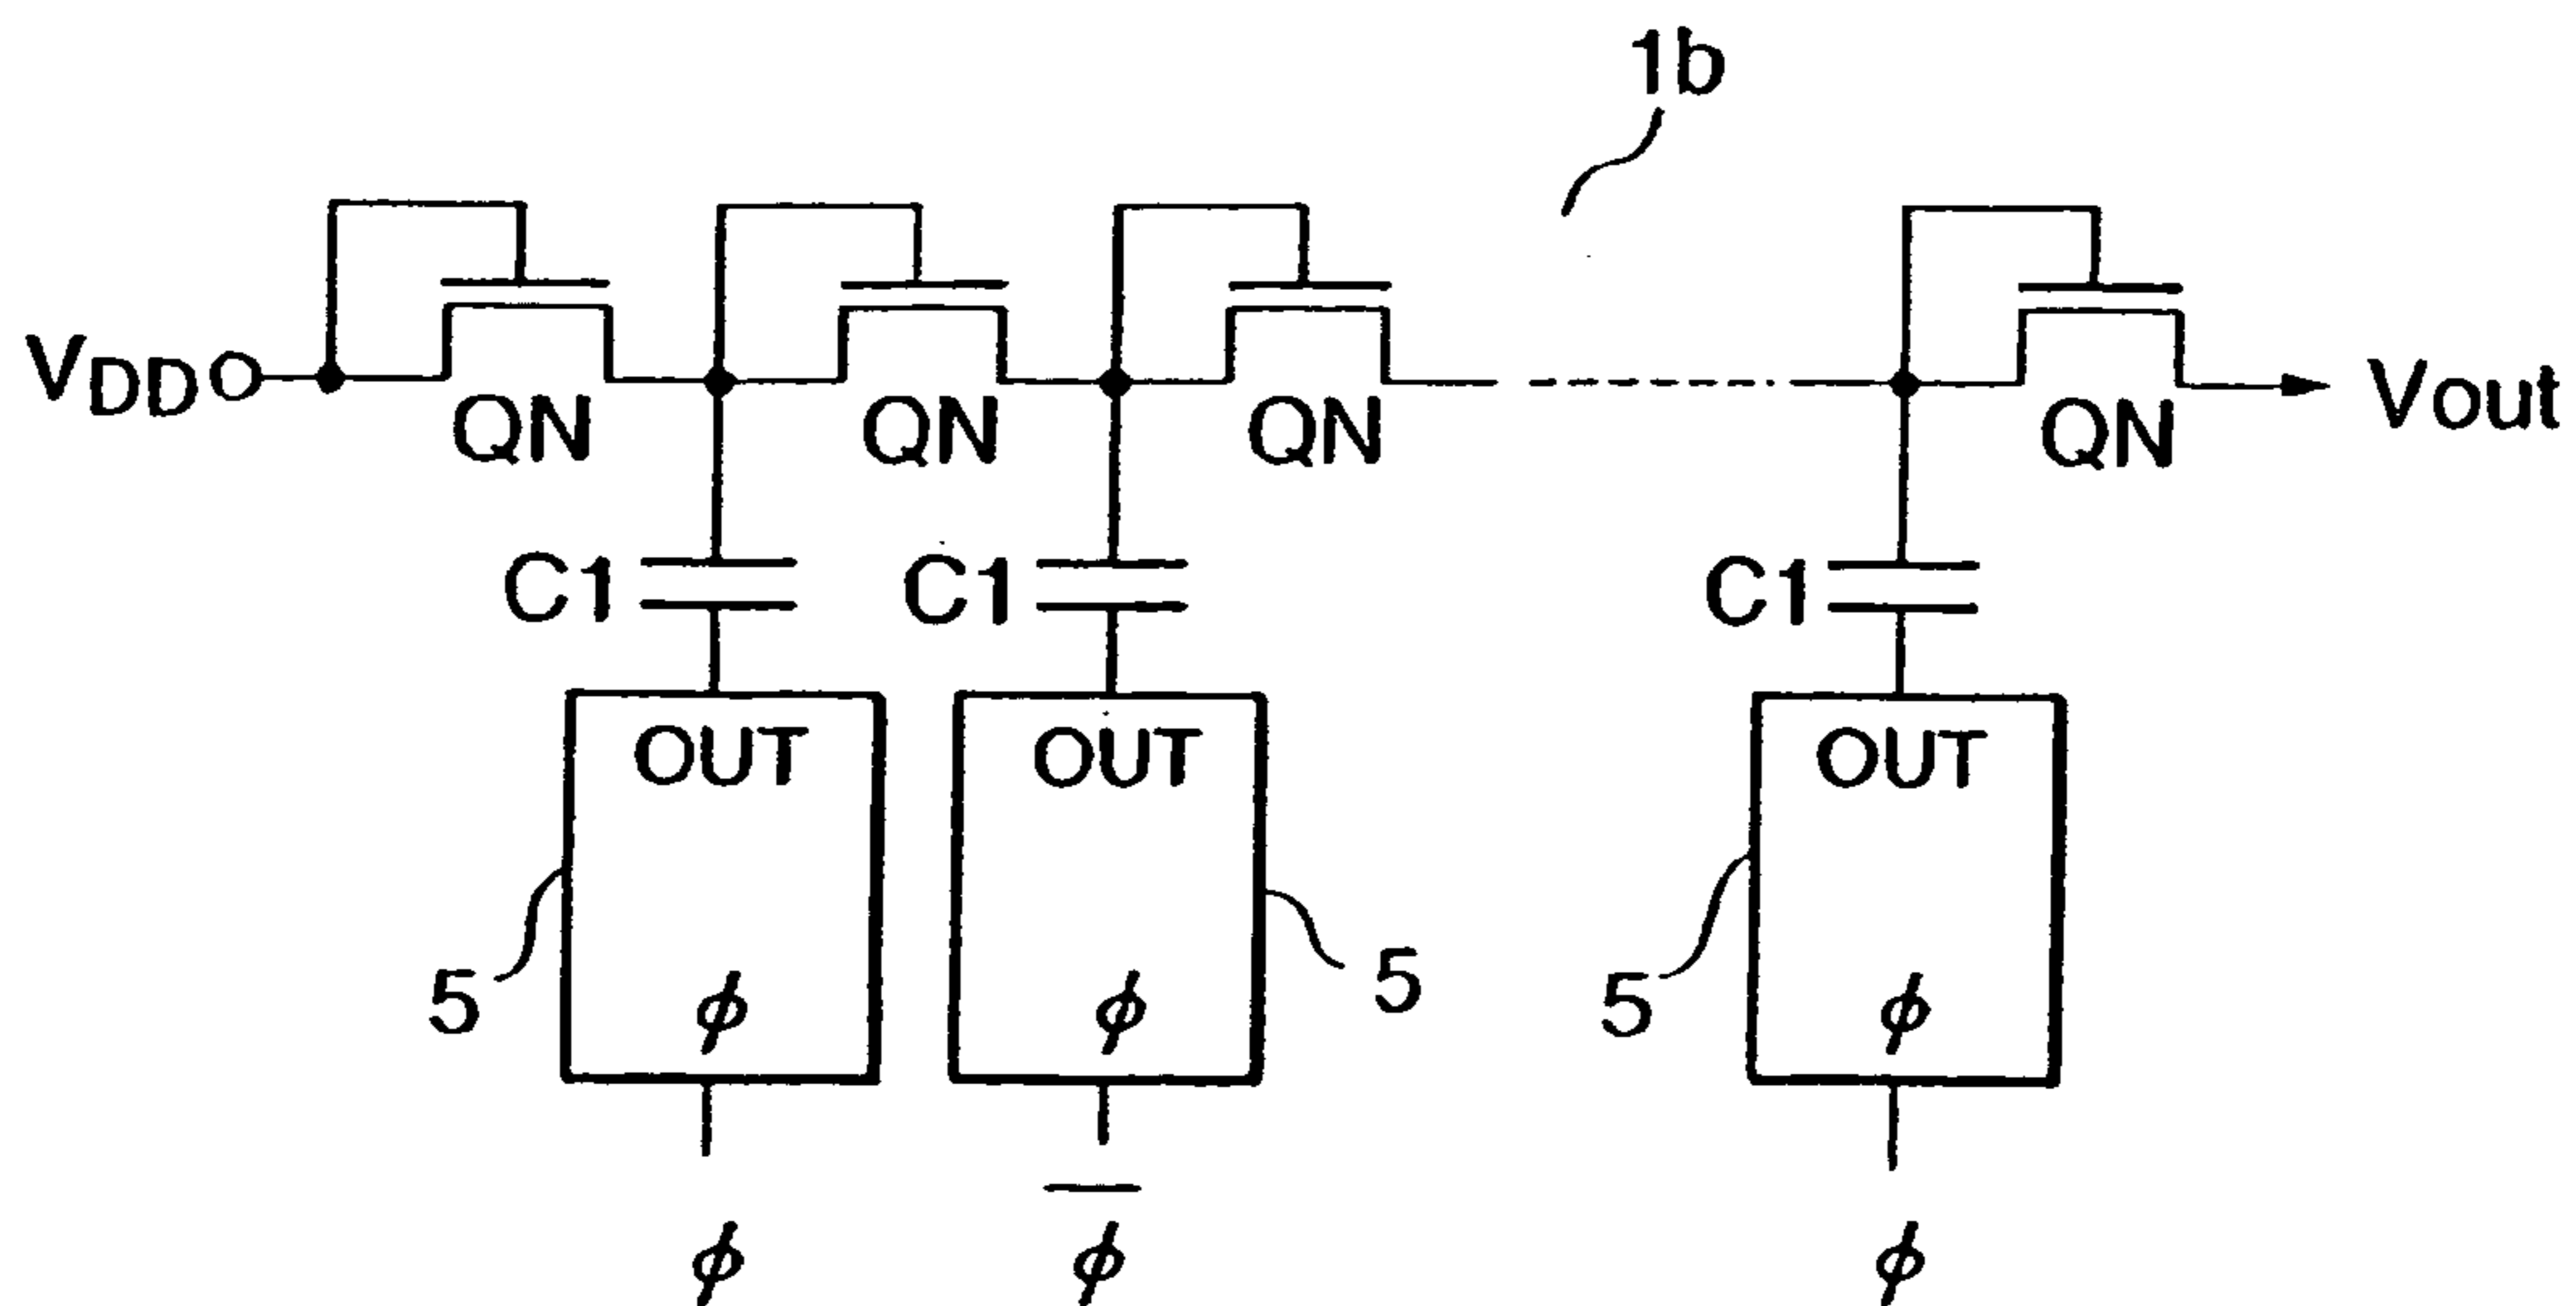 1b
VDD QN QN QN QN Vout
C1 C1 C1
OUT OUT OUT
5 ϕ ϕ 5 5 ϕ
ϕ ϕ̅ ϕ